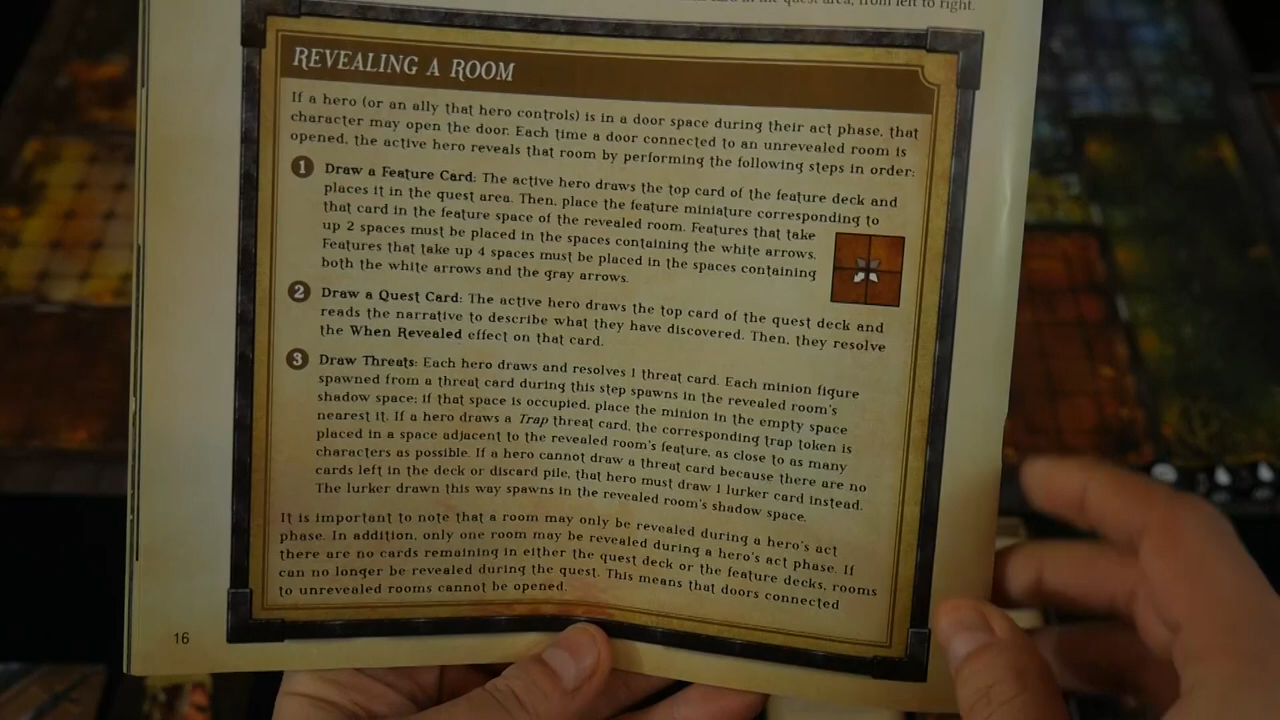 of the quest area, from left to right.
REVEALING A ROOM
If a hero (or an ally that hero controls) is in a door space during their act phase, that
character may open the door. Each time a door connected to an unrevealed room is
opened, the active hero reveals that room by performing the following steps in order:
1 Draw a Feature Card: The active hero draws the top card of the feature deck and
places it in the quest area. Then, place the feature miniature corresponding to
that card in the feature space of the revealed room. Features that take
up 2 spaces must be placed in the spaces containing the white arrows.
Features that take up 4 spaces must be placed in the spaces containing
both the white arrows and the gray arrows.
2 Draw a Quest Card: The active hero draws the top card of the quest deck and
reads the narrative to describe what they have discovered. Then, they resolve
the When Revealed effect on that card.
3 Draw Threats: Each hero draws and resolves 1 threat card. Each minion figure
spawned from a threat card during this step spawns in the revealed room's
shadow space; if that space is occupied, place the minion in the empty space
nearest it. If a hero draws a Trap threat card, the corresponding trap token is
placed in a space adjacent to the revealed room's feature, as close to as many
characters as possible. If a hero cannot draw a threat card because there are no
cards left in the deck or discard pile, that hero must draw 1 lurker card instead.
The lurker drawn this way spawns in the revealed room's shadow space.
It is important to note that a room may only be revealed during a hero's act
phase. In addition, only one room may be revealed during a hero's act phase. If
there are no cards remaining in either the quest deck or the feature decks, rooms
can no longer be revealed during the quest. This means that doors connected
to unrevealed rooms cannot be opened.
16